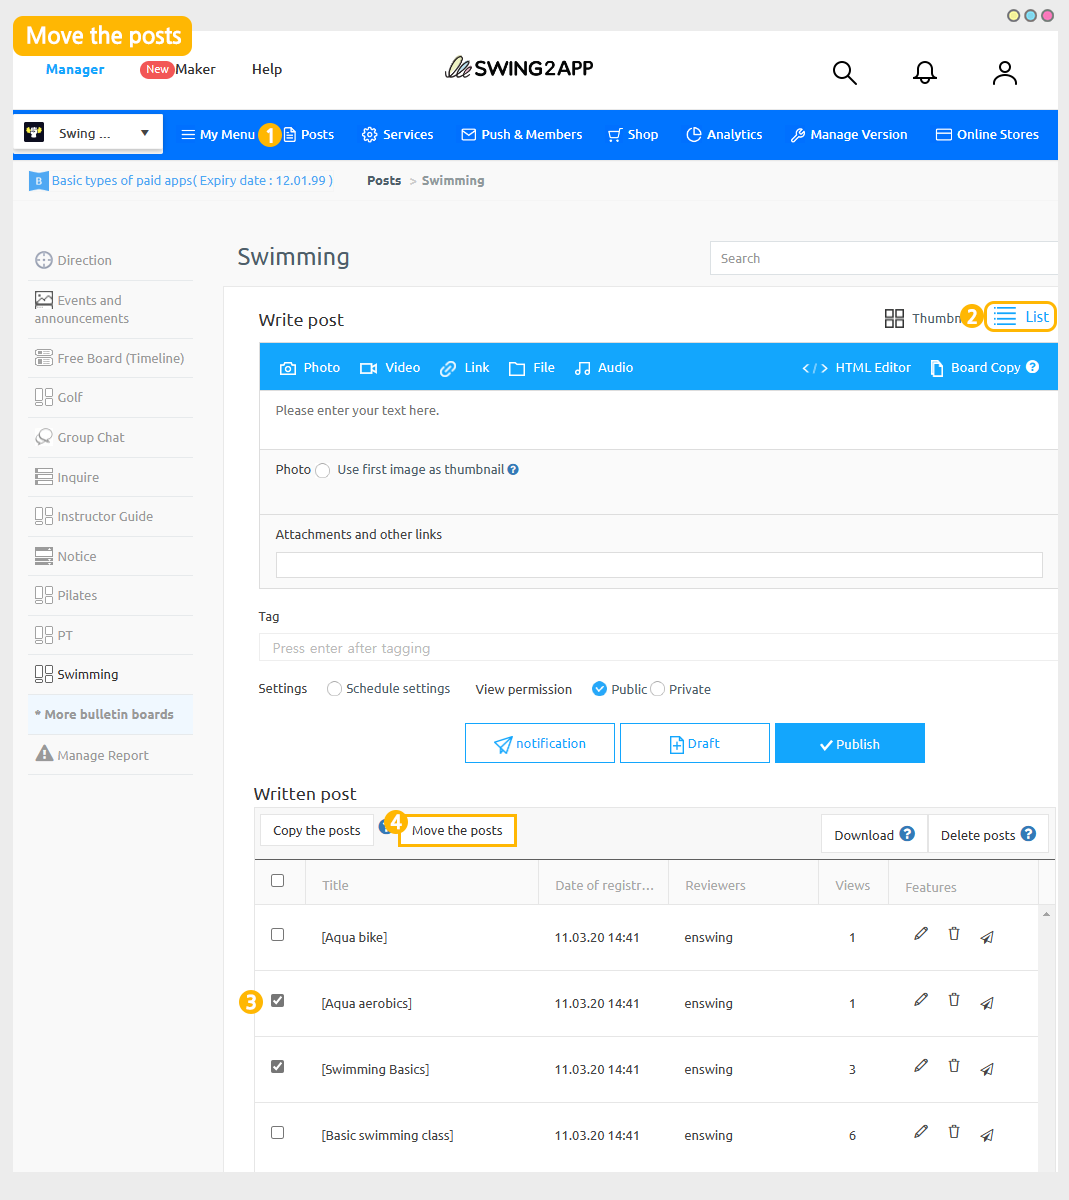 Move the posts
Manager New Maker Help SWING2APP
Swing ... My Menu 1 Posts Services Push & Members Shop Analytics Manage Version Online Stores
B Basic types of paid apps( Expiry date : 12.01.99 ) Posts > Swimming
Direction
Events and
announcements
Free Board (Timeline)
Golf
Group Chat
Inquire
Instructor Guide
Notice
Pilates
PT
Swimming
* More bulletin boards
Manage Report
Swimming Search
Write post Thumbn 2 List
Photo Video Link File Audio </> HTML Editor Board Copy ?
Please enter your text here.
Photo Use first image as thumbnail ?
Attachments and other links
Tag
Press enter after tagging
Settings Schedule settings View permission Public Private
notification Draft Publish
Written post
Copy the posts ? 4 Move the posts Download ? Delete posts ?
Title Date of registr... Reviewers Views Features
[Aqua bike] 11.03.20 14:41 enswing 1
3 [Aqua aerobics] 11.03.20 14:41 enswing 1
[Swimming Basics] 11.03.20 14:41 enswing 3
[Basic swimming class] 11.03.20 14:41 enswing 6